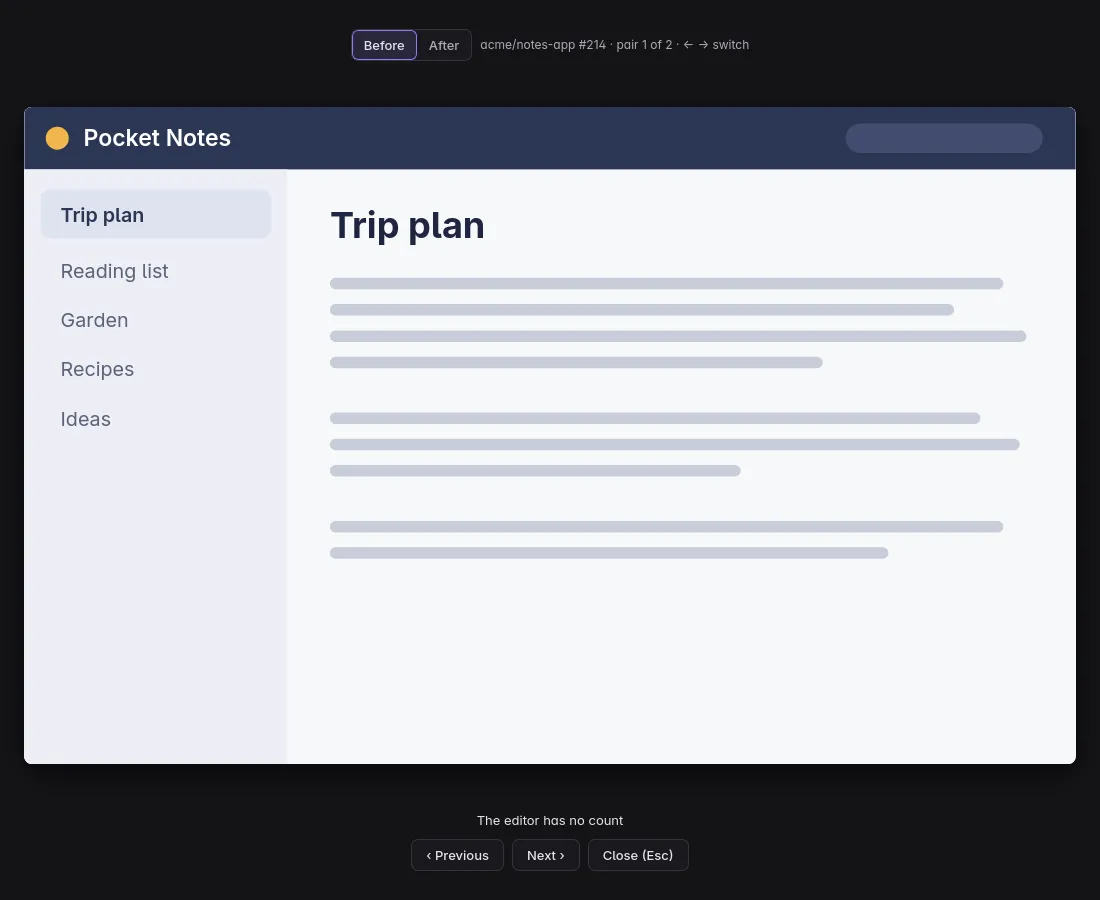 Before After acme/notes-app #214 · pair 1 of 2 · ← → switch
Pocket Notes
Trip plan
Reading list
Garden
Recipes
Ideas
Trip plan
The editor has no count
‹ Previous Next › Close (Esc)